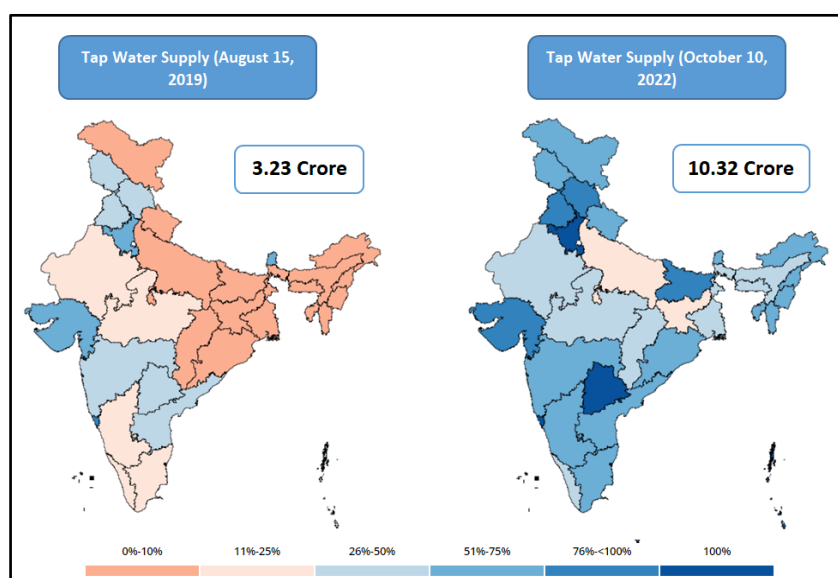 Tap Water Supply (August 15,
2019)
Tap Water Supply (October 10,
2022)
3.23 Crore
10.32 Crore
0%-10%
11%-25%
26%-50%
51%-75%
76%-<100%
100%